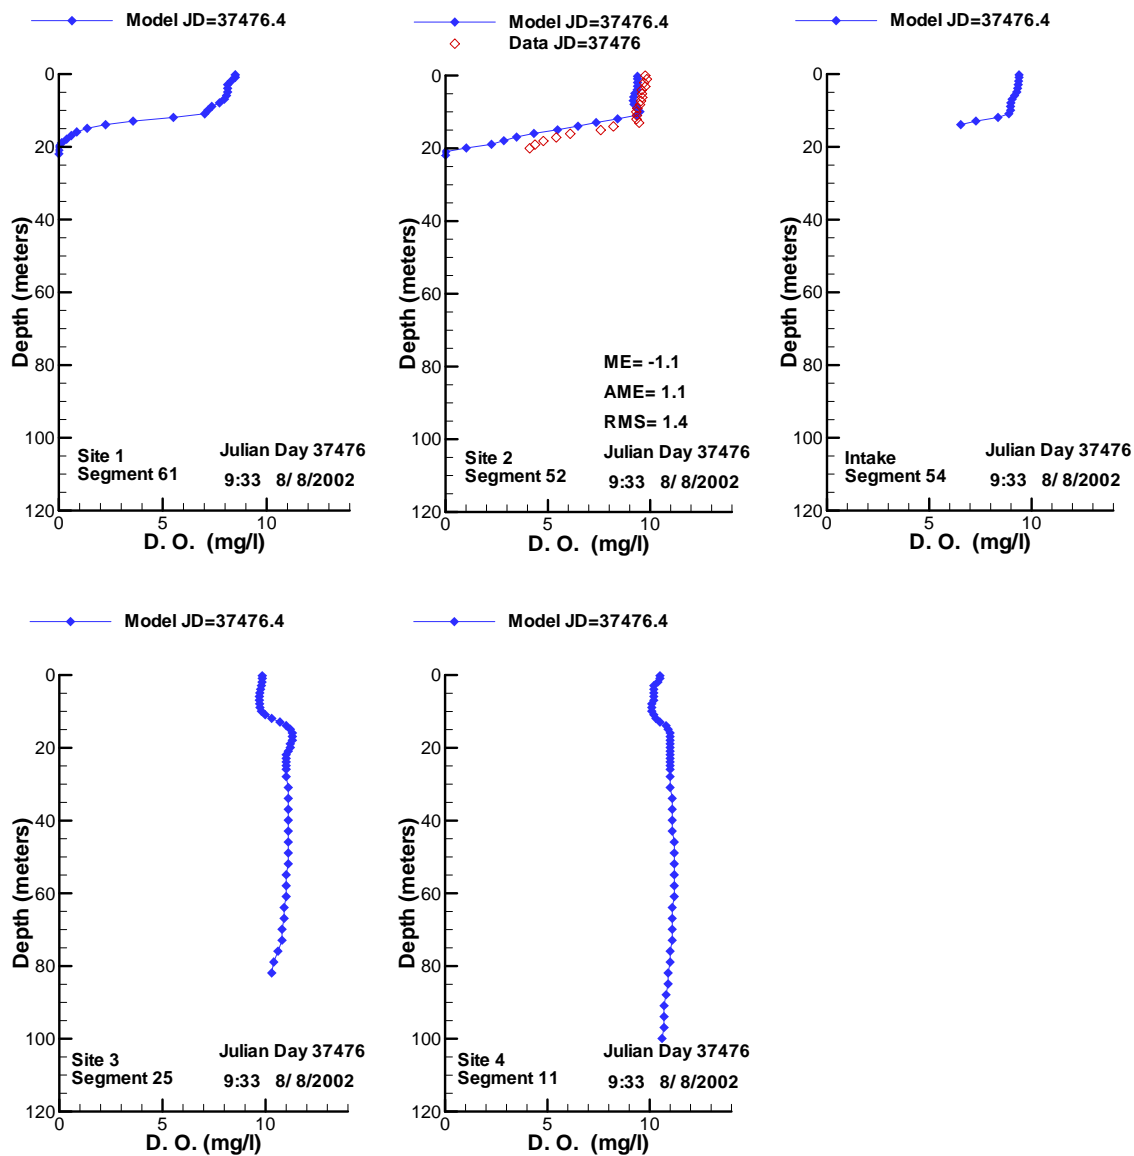 Model JD=37476.4
0
20
40
60
80
100
120
Depth (meters)
Site 1
Segment 61
Julian Day 37476
9:33 8/ 8/2002
0
5
10
D. O. (mg/l)
Model JD=37476.4
Data JD=37476
0
20
40
60
80
100
120
Depth (meters)
ME= -1.1
AME= 1.1
RMS= 1.4
Site 2
Segment 52
Julian Day 37476
9:33 8/ 8/2002
0
5
10
D. O. (mg/l)
Model JD=37476.4
0
20
40
60
80
100
120
Depth (meters)
Intake
Segment 54
Julian Day 37476
9:33 8/ 8/2002
0
5
10
D. O. (mg/l)
Model JD=37476.4
0
20
40
60
80
100
120
Depth (meters)
Site 3
Segment 25
Julian Day 37476
9:33 8/ 8/2002
0
5
10
D. O. (mg/l)
Model JD=37476.4
0
20
40
60
80
100
120
Depth (meters)
Site 4
Segment 11
Julian Day 37476
9:33 8/ 8/2002
0
5
10
D. O. (mg/l)